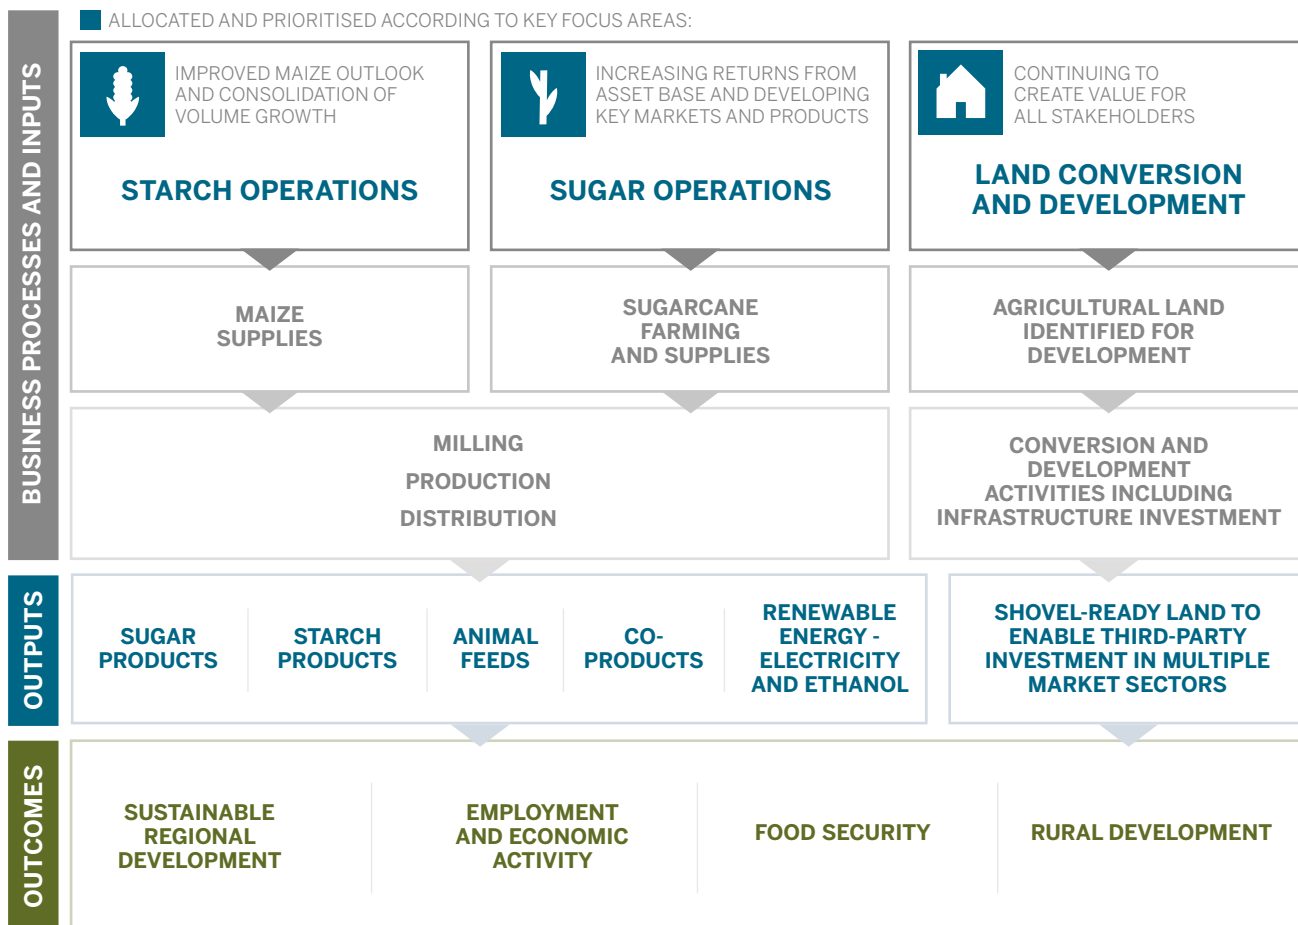 ALLOCATED AND PRIORITISED ACCORDING TO KEY FOCUS AREAS:
BUSINESS PROCESSES AND INPUTS
IMPROVED MAIZE OUTLOOK
AND CONSOLIDATION OF
VOLUME GROWTH
STARCH OPERATIONS
INCREASING RETURNS FROM
ASSET BASE AND DEVELOPING
KEY MARKETS AND PRODUCTS
SUGAR OPERATIONS
CONTINUING TO
CREATE VALUE FOR
ALL STAKEHOLDERS
LAND CONVERSION
AND DEVELOPMENT
MAIZE
SUPPLIES
SUGARCANE
FARMING
AND SUPPLIES
AGRICULTURAL LAND
IDENTIFIED FOR
DEVELOPMENT
MILLING
PRODUCTION
DISTRIBUTION
CONVERSION AND
DEVELOPMENT
ACTIVITIES INCLUDING
INFRASTRUCTURE INVESTMENT
OUTPUTS
SUGAR
PRODUCTS
STARCH
PRODUCTS
ANIMAL
FEEDS
CO-
PRODUCTS
RENEWABLE
ENERGY -
ELECTRICITY
AND ETHANOL
SHOVEL-READY LAND TO
ENABLE THIRD-PARTY
INVESTMENT IN MULTIPLE
MARKET SECTORS
OUTCOMES
SUSTAINABLE
REGIONAL
DEVELOPMENT
EMPLOYMENT
AND ECONOMIC
ACTIVITY
FOOD SECURITY
RURAL DEVELOPMENT